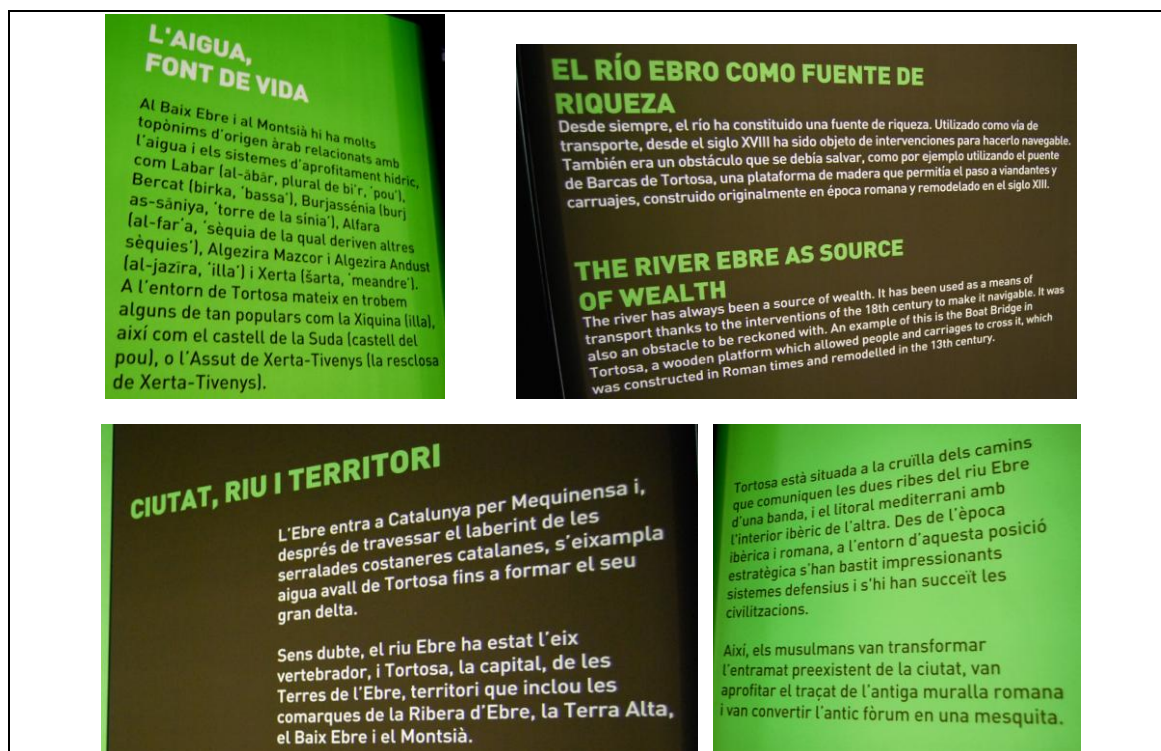 L'AIGUA,
FONT DE VIDA
Al Baix Ebre i al Montsià hi ha molts
topònims d'origen àrab relacionats amb
l'aigua i els sistemes d'aprofitament hídric,
com Labar (al-ābār, plural de bi'r, 'pou'),
Bercat (birka, 'bassa'), Burjassénia (burj
as-sāniya, 'torre de la sínia'), Alfara
(al-far'a, 'sèquia de la qual deriven altres
sèquies'), Algezira Mazcor i Algezira Andust
(al-jazīra, 'illa') i Xerta (šarta, 'meandre').
A l'entorn de Tortosa mateix en trobem
alguns de tan populars com la Xiquina (illa),
així com el castell de la Suda (castell del
pou), o l'Assut de Xerta-Tivenys (la resclosa
de Xerta-Tivenys).
EL RÍO EBRO COMO FUENTE DE
RIQUEZA
Desde siempre, el río ha constituido una fuente de riqueza. Utilizado como vía de
transporte, desde el siglo XVIII ha sido objeto de intervenciones para hacerlo navegable.
También era un obstáculo que se debía salvar, como por ejemplo utilizando el puente
de Barcas de Tortosa, una plataforma de madera que permitía el paso a viandantes y
carruajes, construido originalmente en época romana y remodelado en el siglo XIII.
THE RIVER EBRE AS SOURCE
OF WEALTH
The river has always been a source of wealth. It has been used as a means of
transport thanks to the interventions of the 18th century to make it navigable. It was
also an obstacle to be reckoned with. An example of this is the Boat Bridge in
Tortosa, a wooden platform which allowed people and carriages to cross it, which
was constructed in Roman times and remodelled in the 13th century.
CIUTAT, RIU I TERRITORI
L'Ebre entra a Catalunya per Mequinensa i,
després de travessar el laberint de les
serralades costaneres catalanes, s'eixampla
aigua avall de Tortosa fins a formar el seu
gran delta.
Sens dubte, el riu Ebre ha estat l'eix
vertebrador, i Tortosa, la capital, de les
Terres de l'Ebre, territori que inclou les
comarques de la Ribera d'Ebre, la Terra Alta,
el Baix Ebre i el Montsià.
Tortosa està situada a la cruïlla dels camins
que comuniquen les dues ribes del riu Ebre
d'una banda, i el litoral mediterrani amb
l'interior ibèric de l'altra. Des de l'època
ibèrica i romana, a l'entorn d'aquesta posició
estratègica s'han bastit impressionants
sistemes defensius i s'hi han succeït les
civilitzacions.
Així, els musulmans van transformar
l'entramat preexistent de la ciutat, van
aprofitar el traçat de l'antiga muralla romana
i van convertir l'antic fòrum en una mesquita.